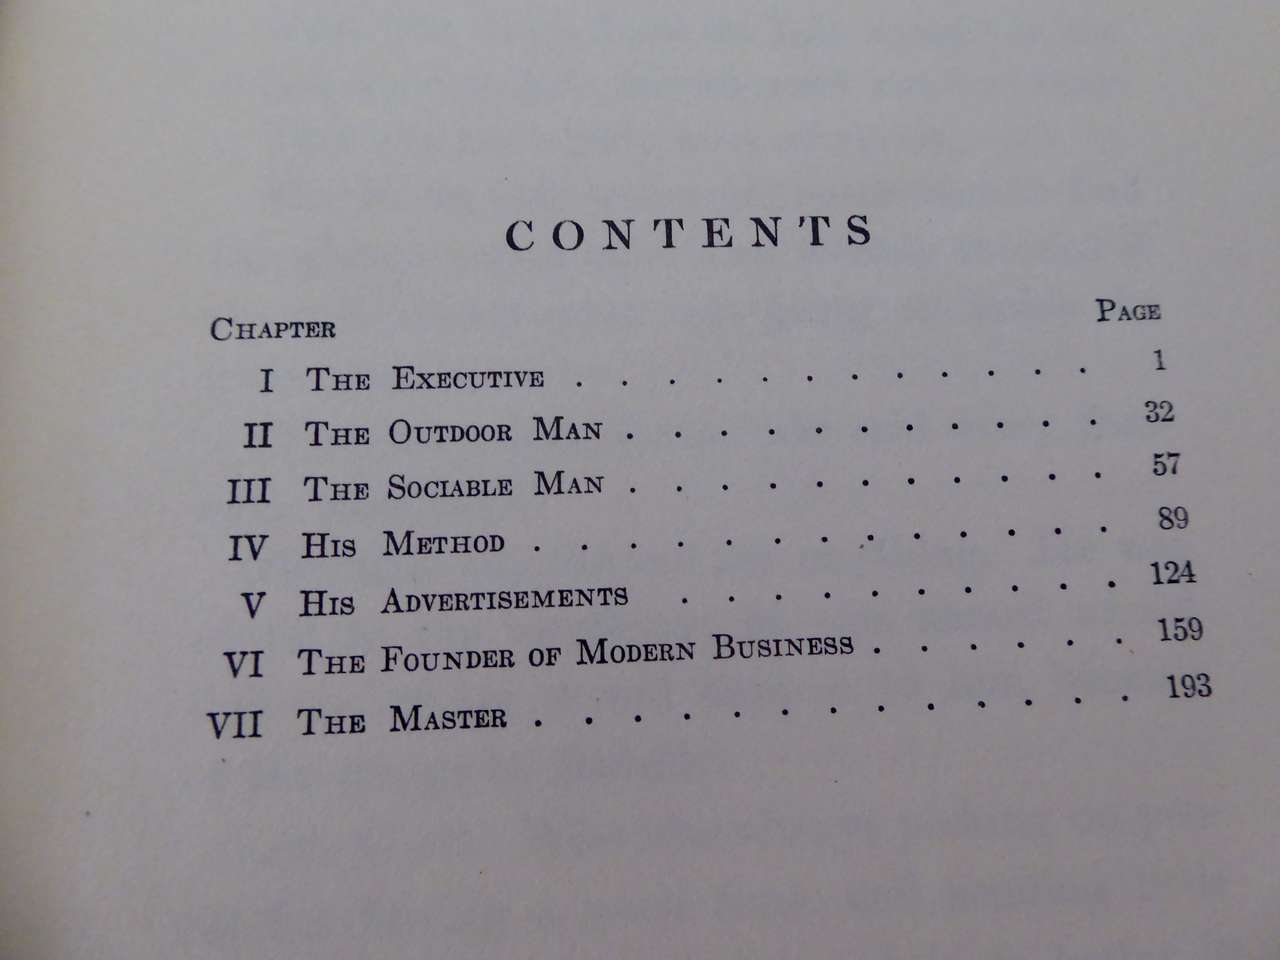 CONTENTS
CHAPTER PAGE
I THE EXECUTIVE . . . . . . . . . . . . 1
II THE OUTDOOR MAN . . . . . . . . . . . 32
III THE SOCIABLE MAN . . . . . . . . . . . 57
IV HIS METHOD . . . . . . . . . . . . . 89
V HIS ADVERTISEMENTS . . . . . . . . . . 124
VI THE FOUNDER OF MODERN BUSINESS . . . . . . 159
VII THE MASTER . . . . . . . . . . . . . 193